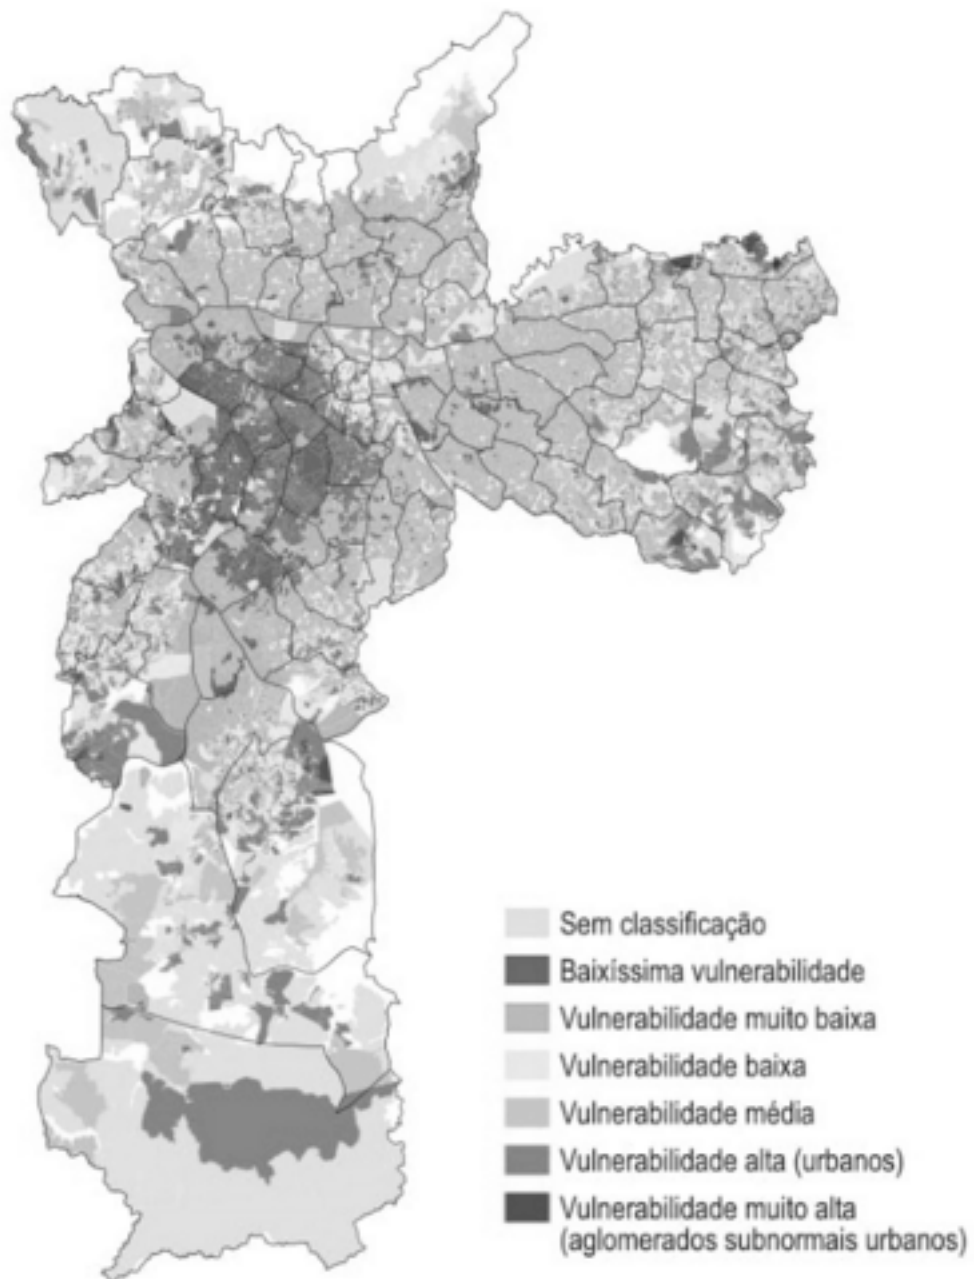 Sem classificação
Baixíssima vulnerabilidade
Vulnerabilidade muito baixa
Vulnerabilidade baixa
Vulnerabilidade média
Vulnerabilidade alta (urbanos)
Vulnerabilidade muito alta
(aglomerados subnormais urbanos)